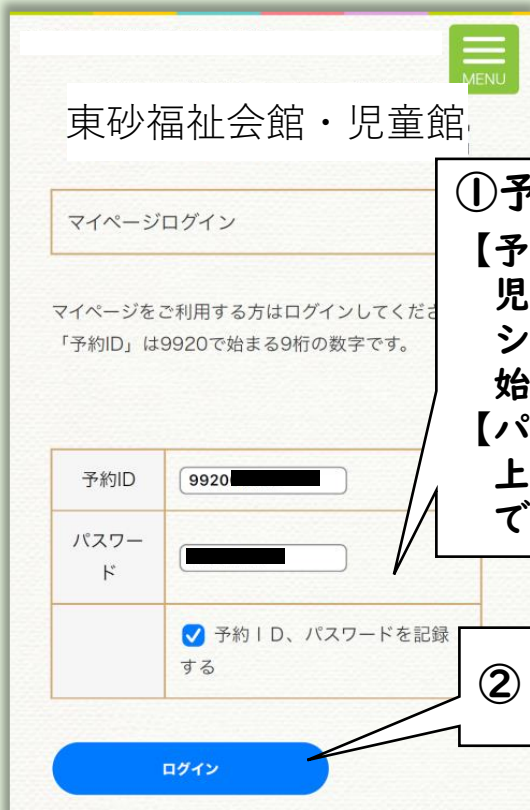 MENU
東砂福祉会館・児童館
マイページログイン
マイページをご利用する方はログインしてくださ
「予約ID」は9920で始まる9桁の数字です。
予約ID
9920
パスワー
ド
予約ID、パスワードを記録
する
ログイン
①予
【予
児
シ
始
【パ
上
で
②